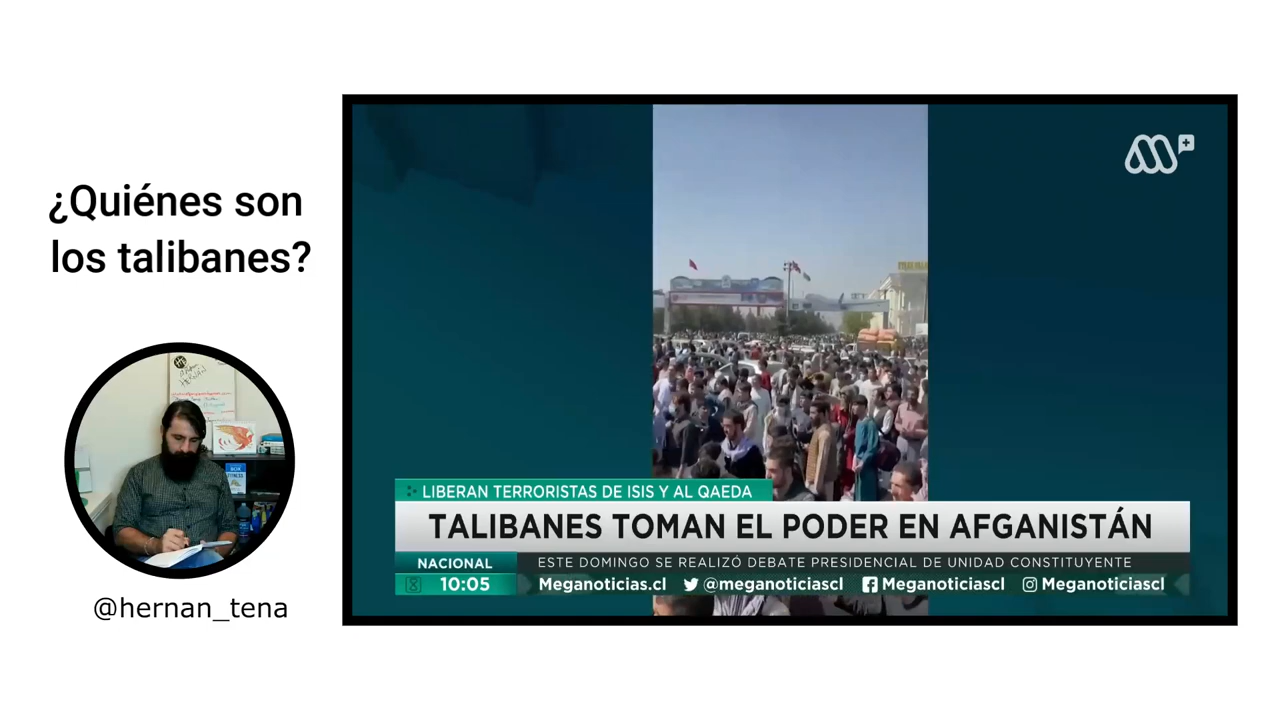 ¿Quiénes son
los talibanes?
@hernan_tena
LIBERAN TERRORISTAS DE ISIS Y AL QAEDA
TALIBANES TOMAN EL PODER EN AFGANISTÁN
NACIONAL
ESTE DOMINGO SE REALIZÓ DEBATE PRESIDENCIAL DE UNIDAD CONSTITUYENTE
10:05
Meganoticias.cl @meganoticiascl Meganoticiascl Meganoticiascl